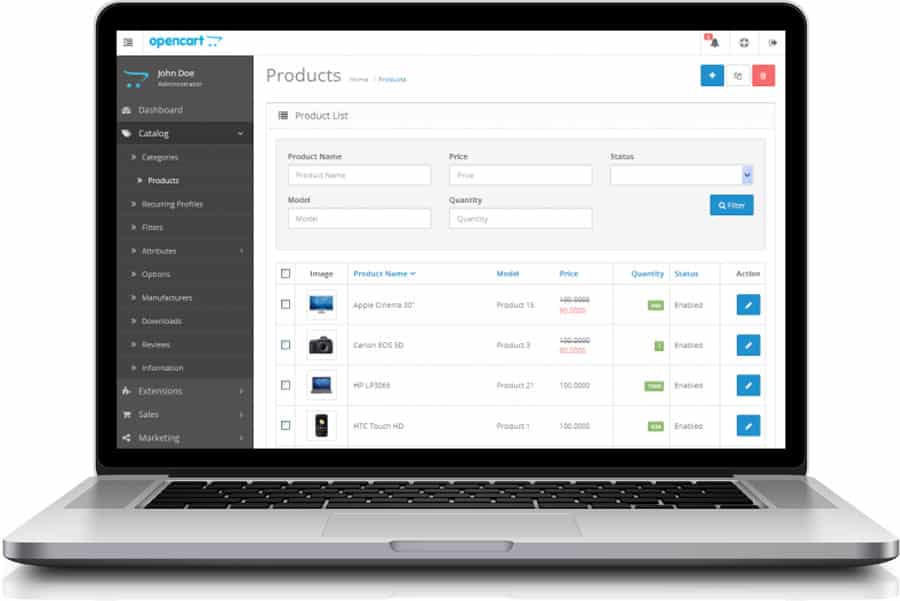 opencart
John Doe
Administrator
Dashboard
Catalog
Categories
Products
Recurring Profiles
Filters
Attributes
Options
Manufacturers
Downloads
Reviews
Information
Extensions
Sales
Marketing
Products Home Products
Product List
Product Name Price Status
Product Name Price
Model Quantity
Filter
Model Quantity
Image Product Name Model Price Quantity Status Action
Apple Cinema 30" Product 15 100.0000 Enabled
90.0000
Canon EOS 5D Product 3 100.0000 Enabled
80.0000
HP LP3065 Product 21 100.0000 Enabled
HTC Touch HD Product 1 100.0000 Enabled